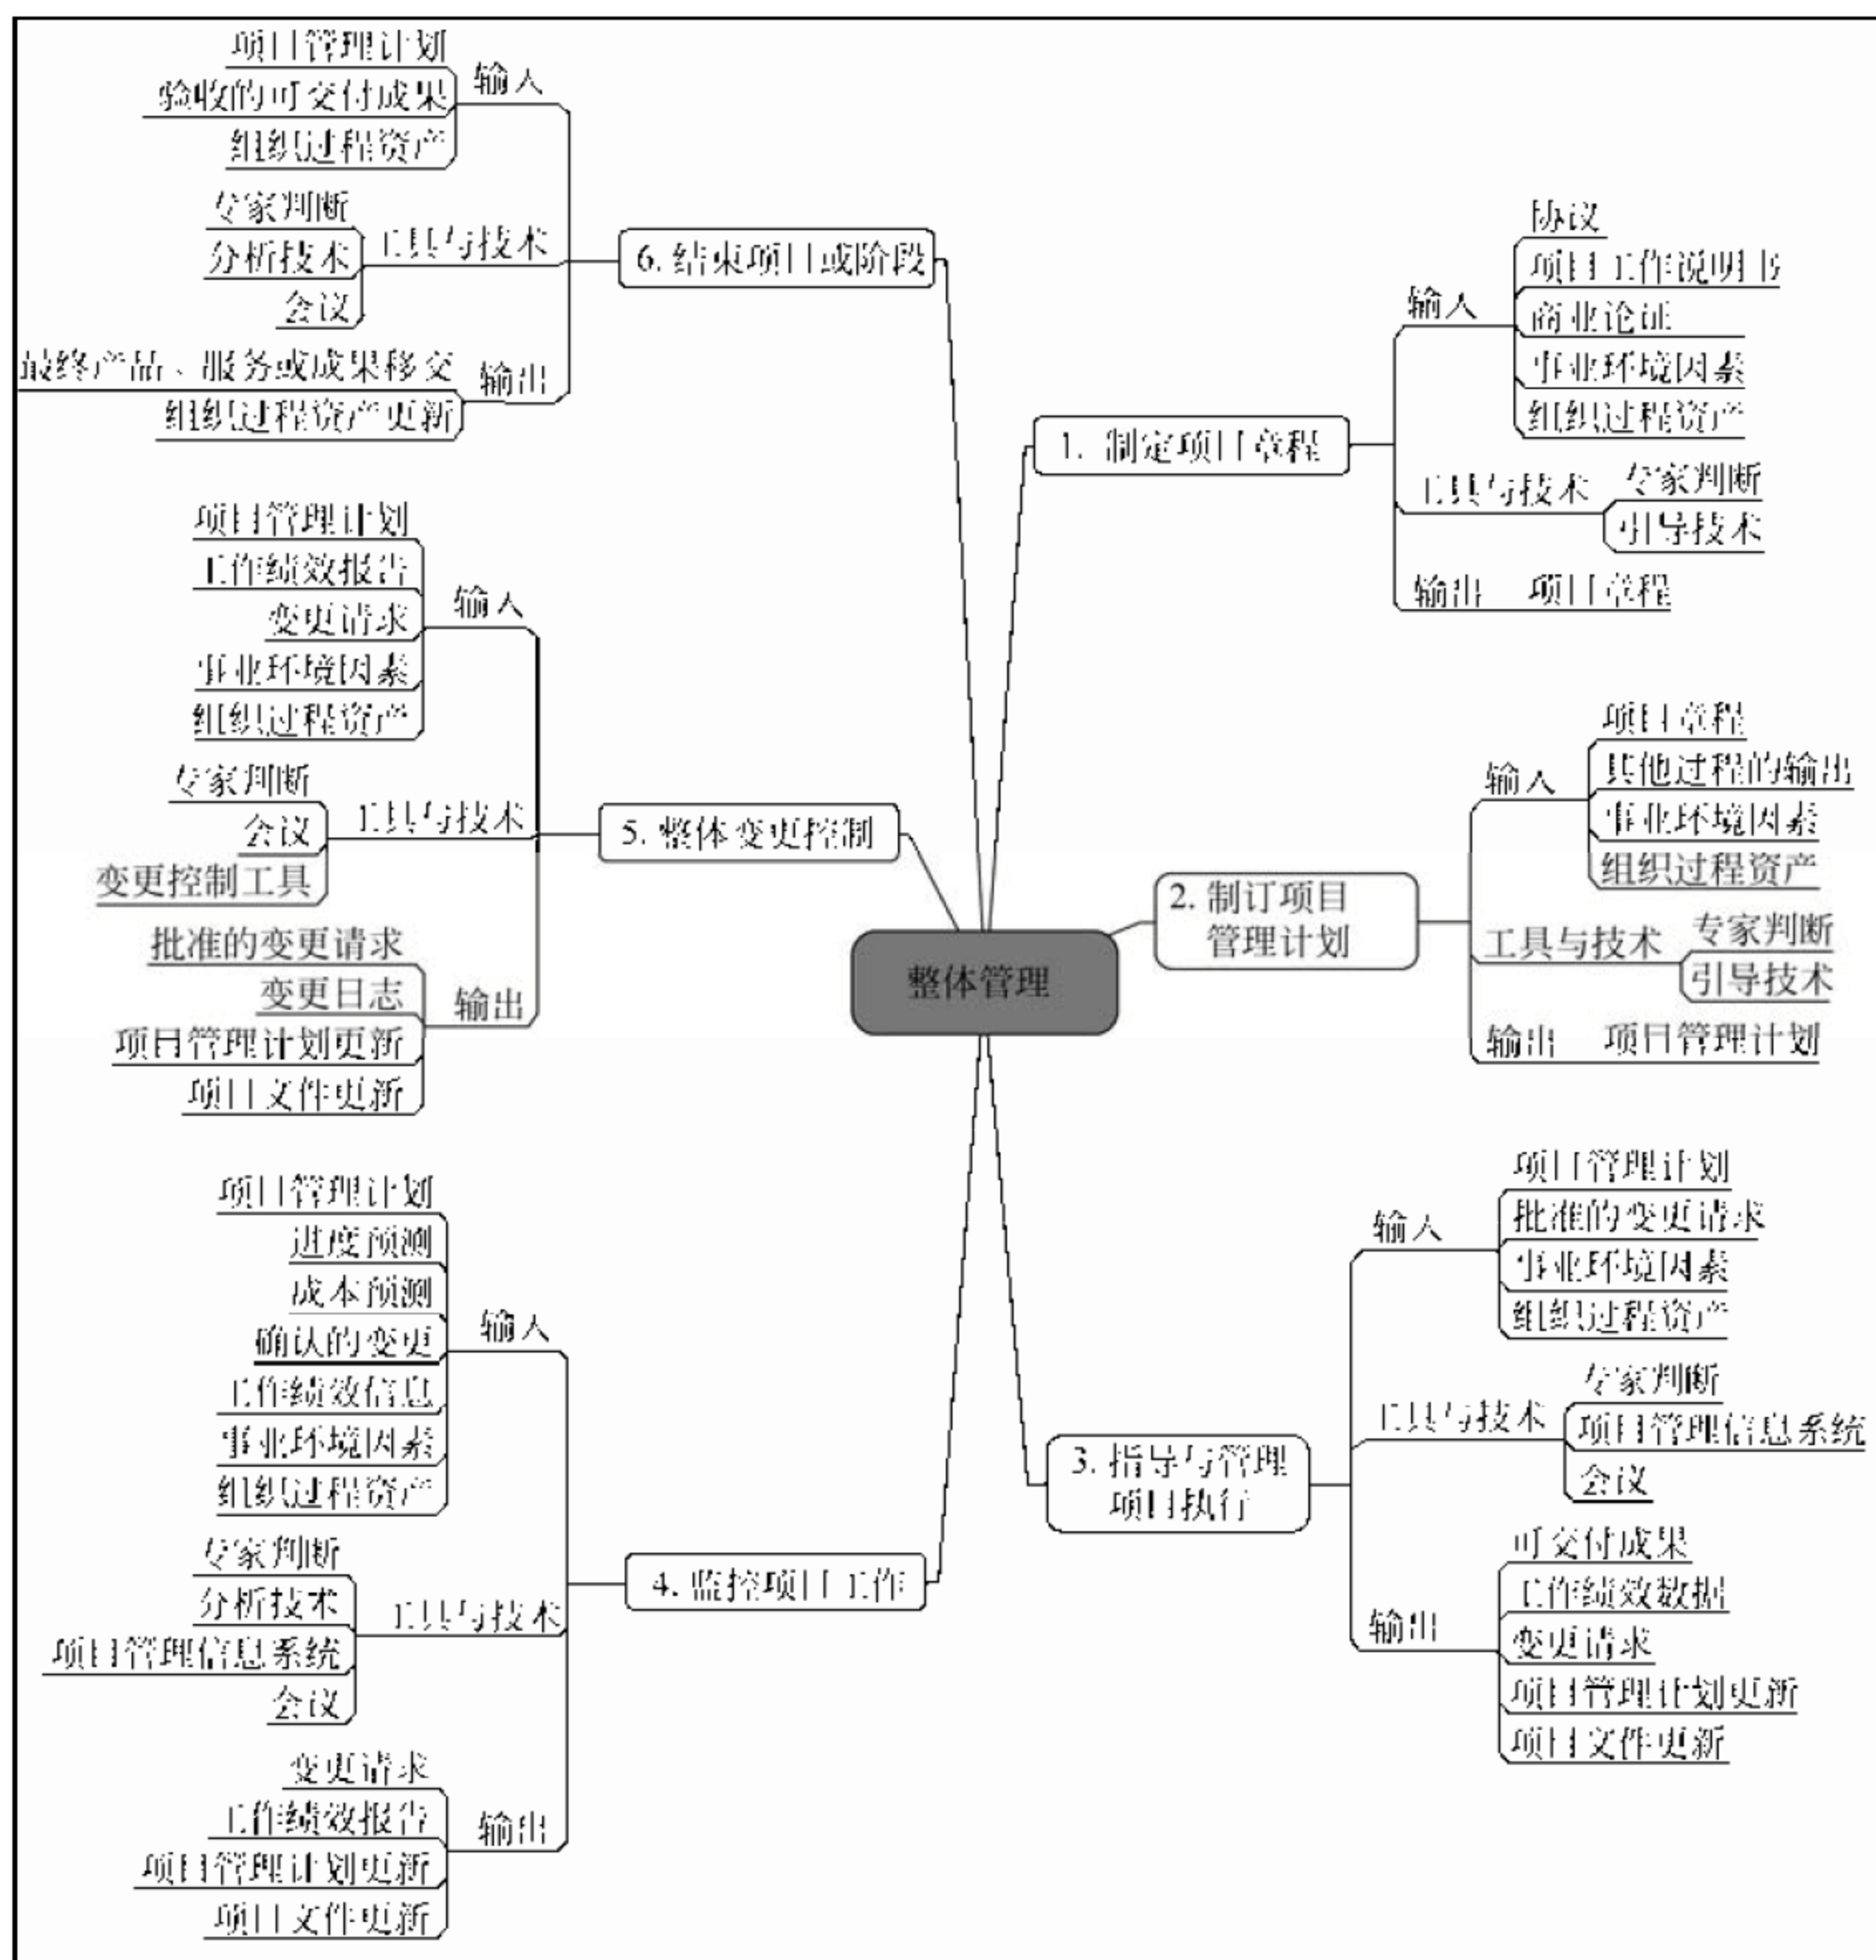 整体管理
1. 制定项目章程
输入
协议
项目工作说明书
商业论证
事业环境因素
组织过程资产
工具与技术
专家判断
引导技术
输出
项目章程
2. 制订项目
管理计划
输入
项目章程
其他过程的输出
事业环境因素
组织过程资产
工具与技术
专家判断
引导技术
输出
项目管理计划
3. 指导与管理
项目执行
输入
项目管理计划
批准的变更请求
事业环境因素
组织过程资产
工具与技术
专家判断
项目管理信息系统
会议
输出
可交付成果
工作绩效数据
变更请求
项目管理计划更新
项目文件更新
4. 监控项目工作
输入
项目管理计划
进度预测
成本预测
确认的变更
工作绩效信息
事业环境因素
组织过程资产
工具与技术
专家判断
分析技术
项目管理信息系统
会议
输出
变更请求
工作绩效报告
项目管理计划更新
项目文件更新
5. 整体变更控制
输入
项目管理计划
工作绩效报告
变更请求
事业环境因素
组织过程资产
工具与技术
专家判断
会议
变更控制工具
输出
批准的变更请求
变更日志
项目管理计划更新
项目文件更新
6. 结束项目或阶段
输入
项目管理计划
验收的可交付成果
组织过程资产
工具与技术
专家判断
分析技术
会议
输出
最终产品、服务或成果移交
组织过程资产更新